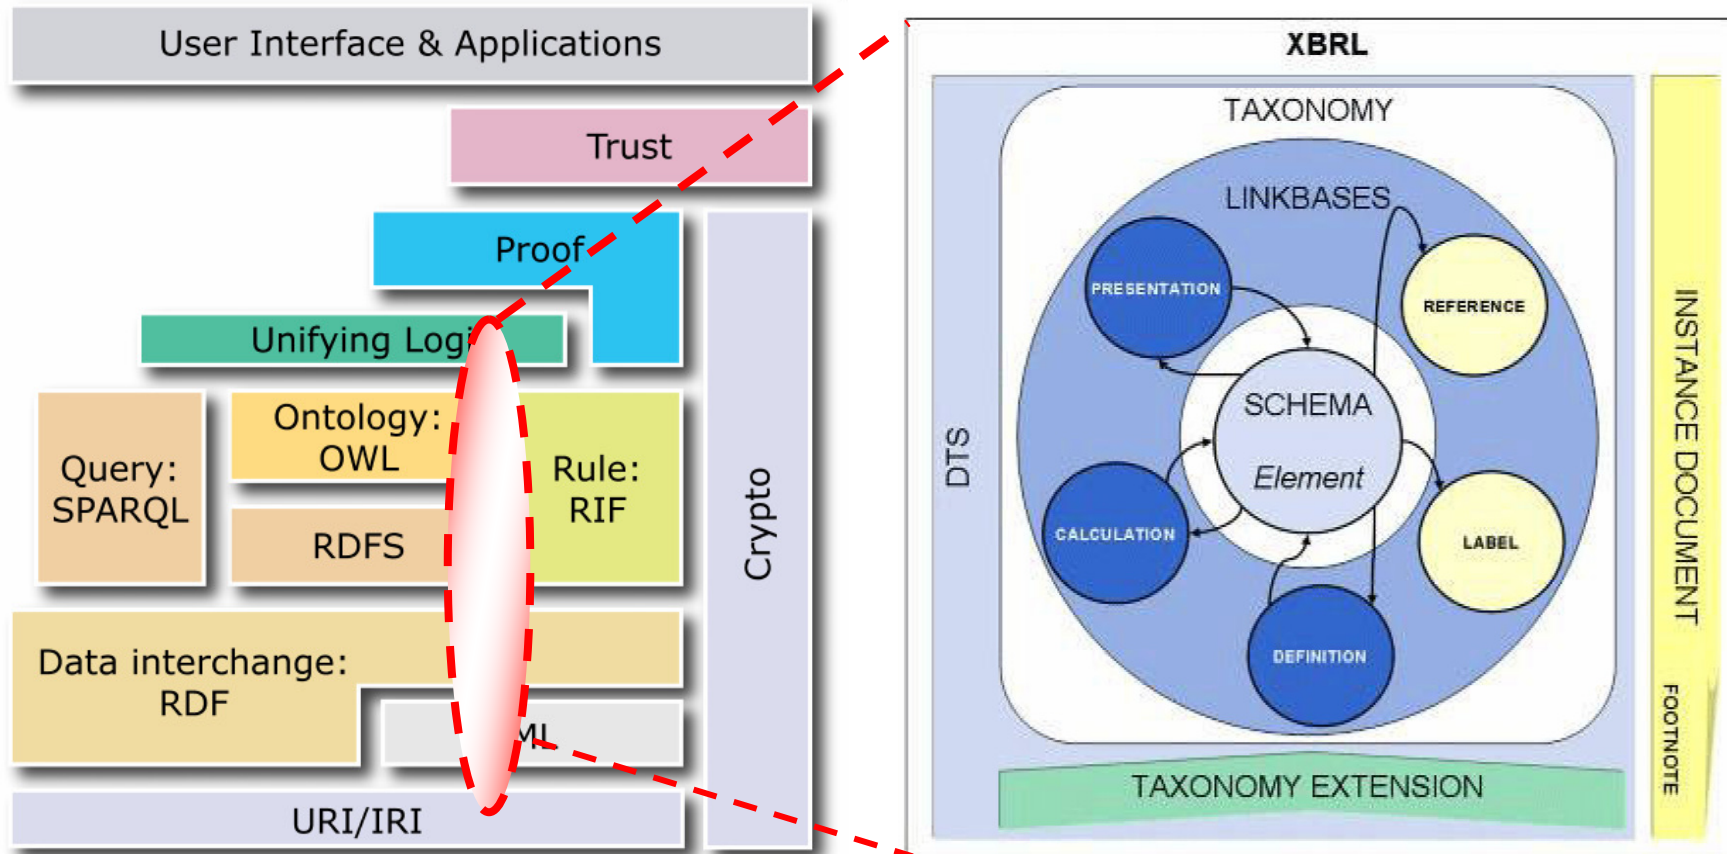 User Interface & Applications
Trust
Proof
Unifying Logi
Ontology:
OWL
Query:
SPARQL
Rule:
RIF
RDFS
Crypto
Data interchange:
RDF
ML
URI/IRI
XBRL
TAXONOMY
LINKBASES
PRESENTATION
REFERENCE
SCHEMA
Element
CALCULATION
LABEL
DEFINITION
DTS
INSTANCE DOCUMENT
FOOTNOTE
TAXONOMY EXTENSION